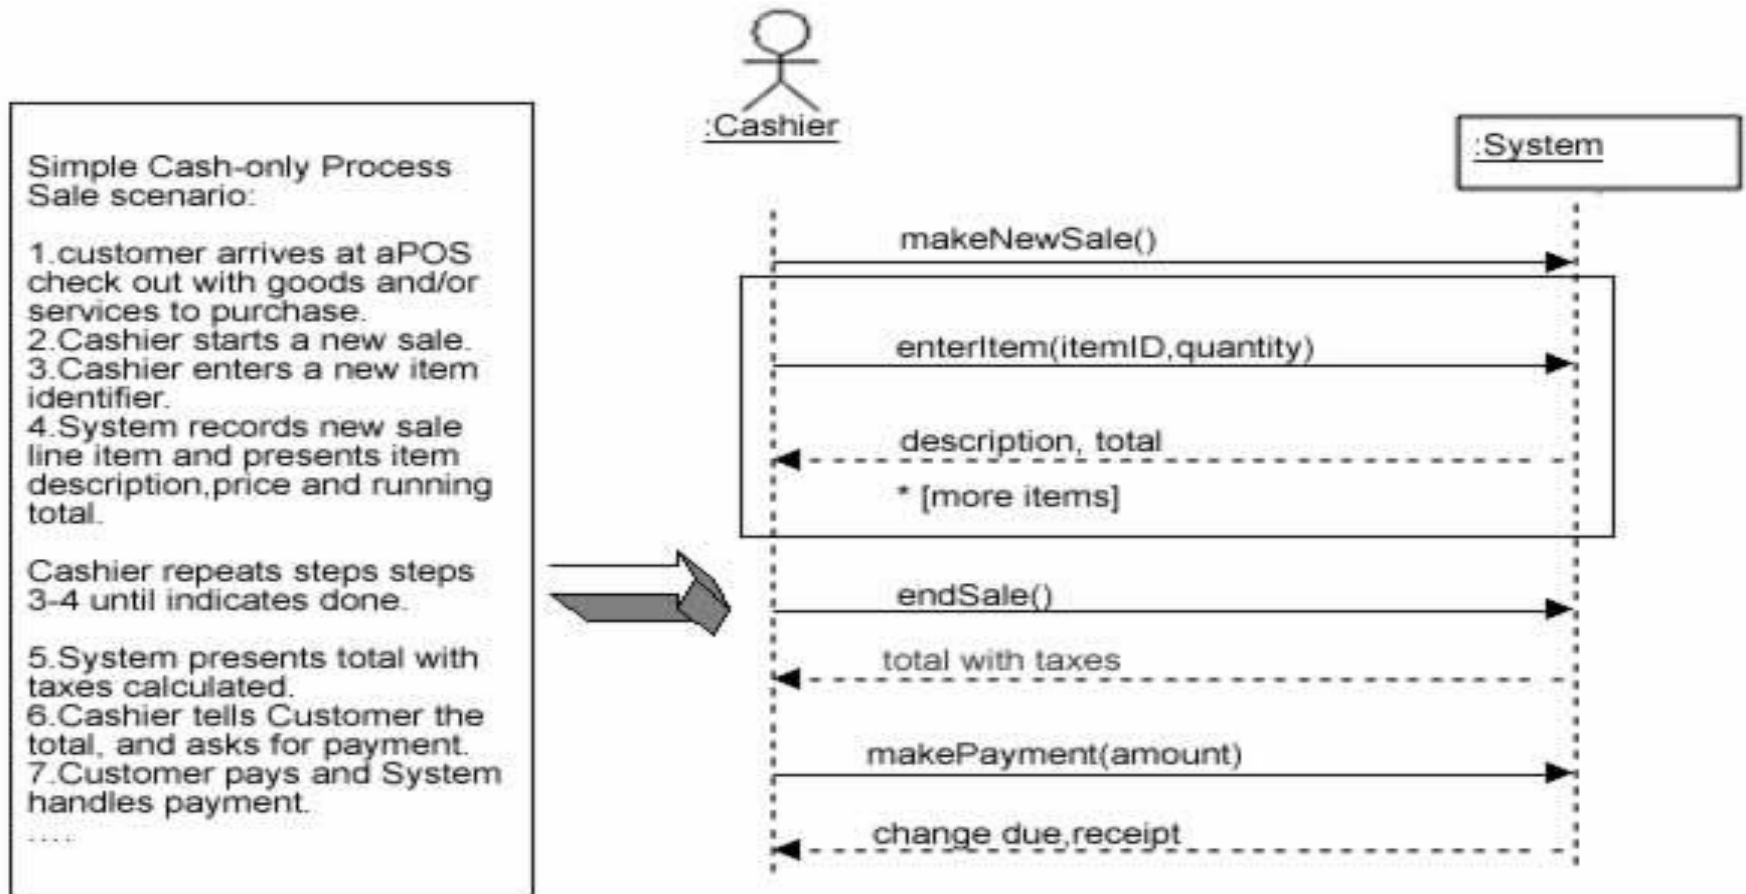 Simple Cash-only Process
Sale scenario:
1.customer arrives at aPOS
check out with goods and/or
services to purchase.
2.Cashier starts a new sale.
3.Cashier enters a new item
identifier.
4.System records new sale
line item and presents item
description,price and running
total.
Cashier repeats steps steps
3-4 until indicates done.
5.System presents total with
taxes calculated.
6.Cashier tells Customer the
total, and asks for payment.
7.Customer pays and System
handles payment.
....
:Cashier
:System
makeNewSale()
enterItem(itemID,quantity)
description, total
* [more items]
endSale()
total with taxes
makePayment(amount)
change due,receipt